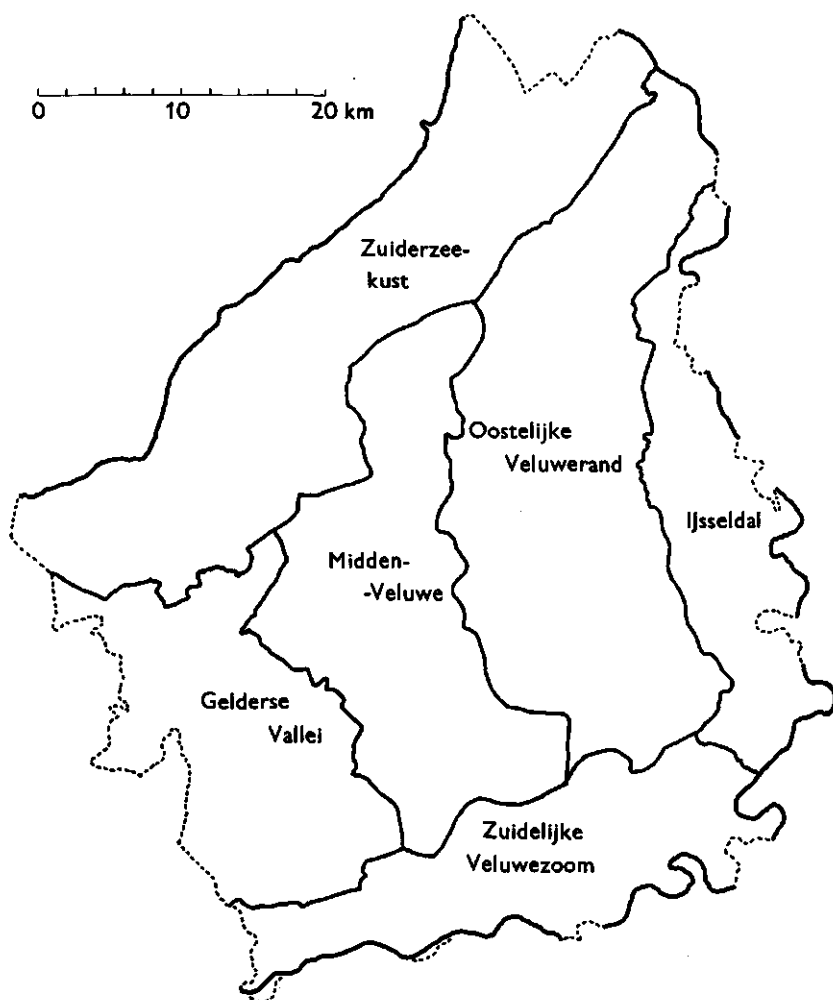 0 10 20 km
Zuiderzee-
kust
Oostelijke
Veluwerand
IJsseldal
Midden-
-Veluwe
Gelderse
Vallei
Zuidelijke
Veluwezoom